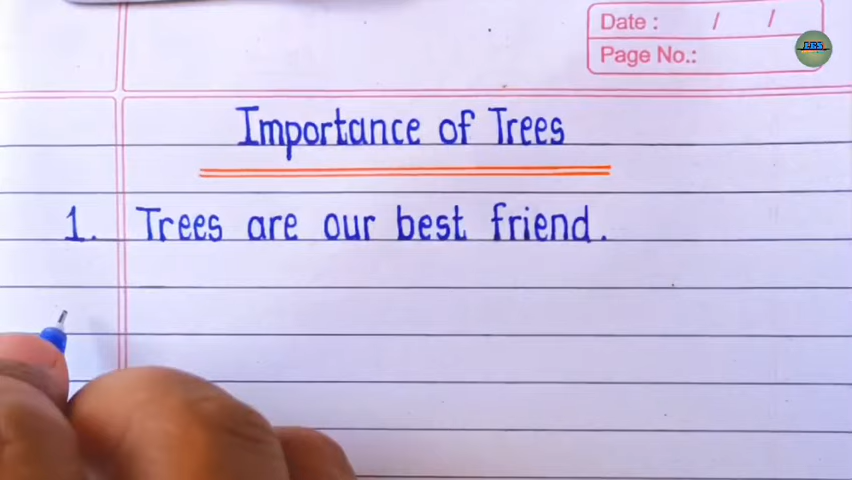 Date : / /
Page No.:
Importance of Trees
1. Trees are our best friend.